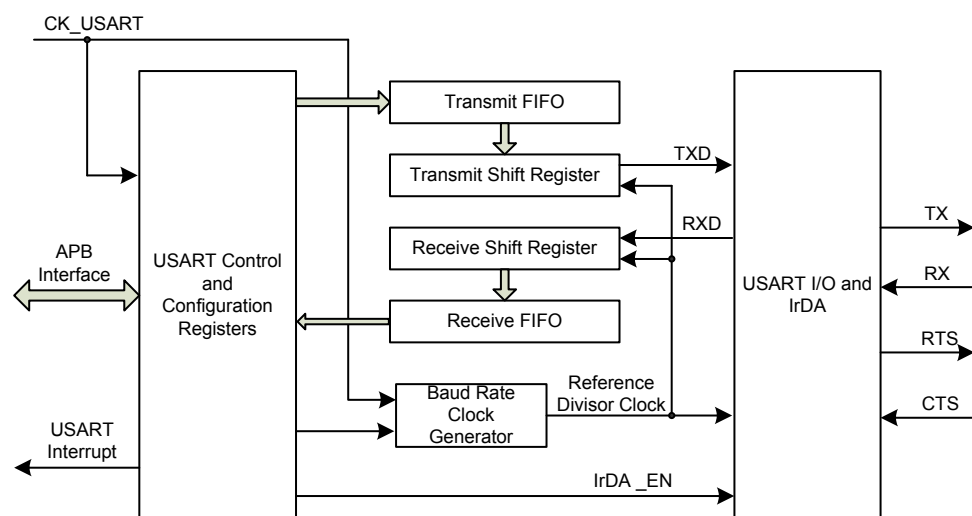 CK_USART
Transmit FIFO
TXD
Transmit Shift Register
RXD
TX
Receive Shift Register
APB
Interface
USART Control
and
Configuration
Registers
USART I/O and
IrDA
RX
Receive FIFO
RTS
Baud Rate
Clock
Generator
Reference
Divisor Clock
CTS
USART
Interrupt
IrDA _EN